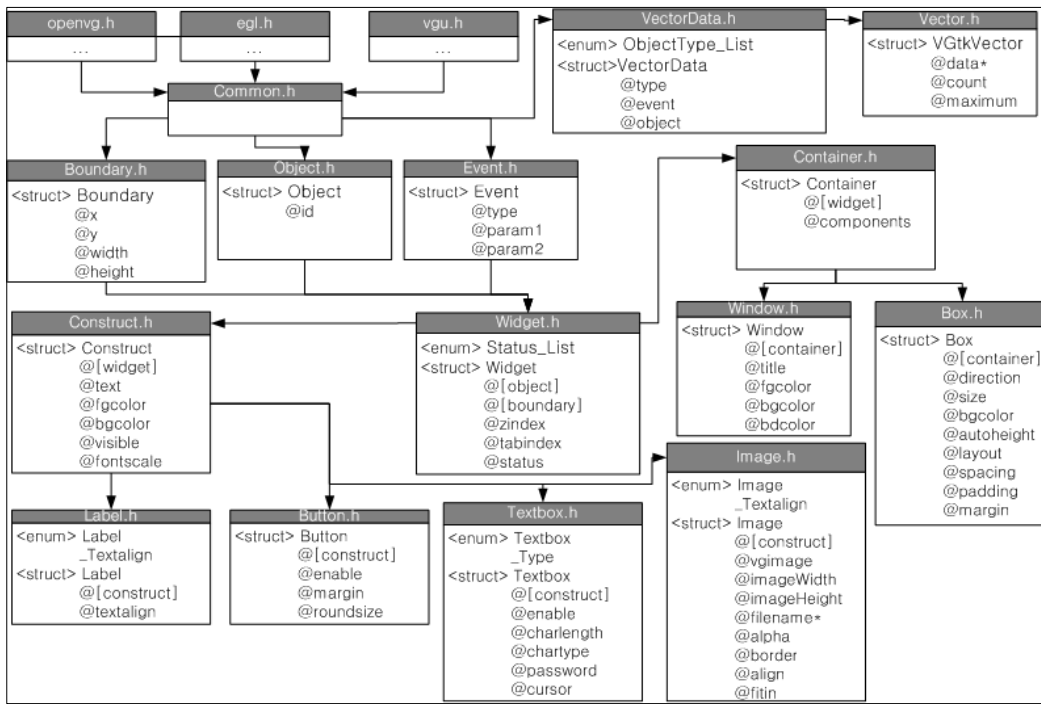 openvg.h
...
egl.h
...
vgu.h
...
Common.h
VectorData.h
<enum> ObjectType_List
<struct>VectorData
@type
@event
@object
Vector.h
<struct> VGtkVector
@data*
@count
@maximum
Boundary.h
<struct> Boundary
@x
@y
@width
@height
Object.h
<struct> Object
@id
Event.h
<struct> Event
@type
@param1
@param2
Container.h
<struct> Container
@[widget]
@components
Construct.h
<struct> Construct
@[widget]
@text
@fgcolor
@bgcolor
@visible
@fontscale
Widget.h
<enum> Status_List
<struct> Widget
@[object]
@[boundary]
@zindex
@tabindex
@status
Window.h
<struct> Window
@[container]
@title
@fgcolor
@bgcolor
@bdcolor
Box.h
<struct> Box
@[container]
@direction
@size
@bgcolor
@autoheight
@layout
@spacing
@padding
@margin
Label.h
<enum> Label
_Textalign
<struct> Label
@[construct]
@textalign
Button.h
<struct> Button
@[construct]
@enable
@margin
@roundsize
Textbox.h
<enum> Textbox
_Type
<struct> Textbox
@[construct]
@enable
@charlength
@chartype
@password
@cursor
Image.h
<enum> Image
_Textalign
<struct> Image
@[construct]
@vgimage
@imageWidth
@imageHeight
@filename*
@alpha
@border
@align
@fitin